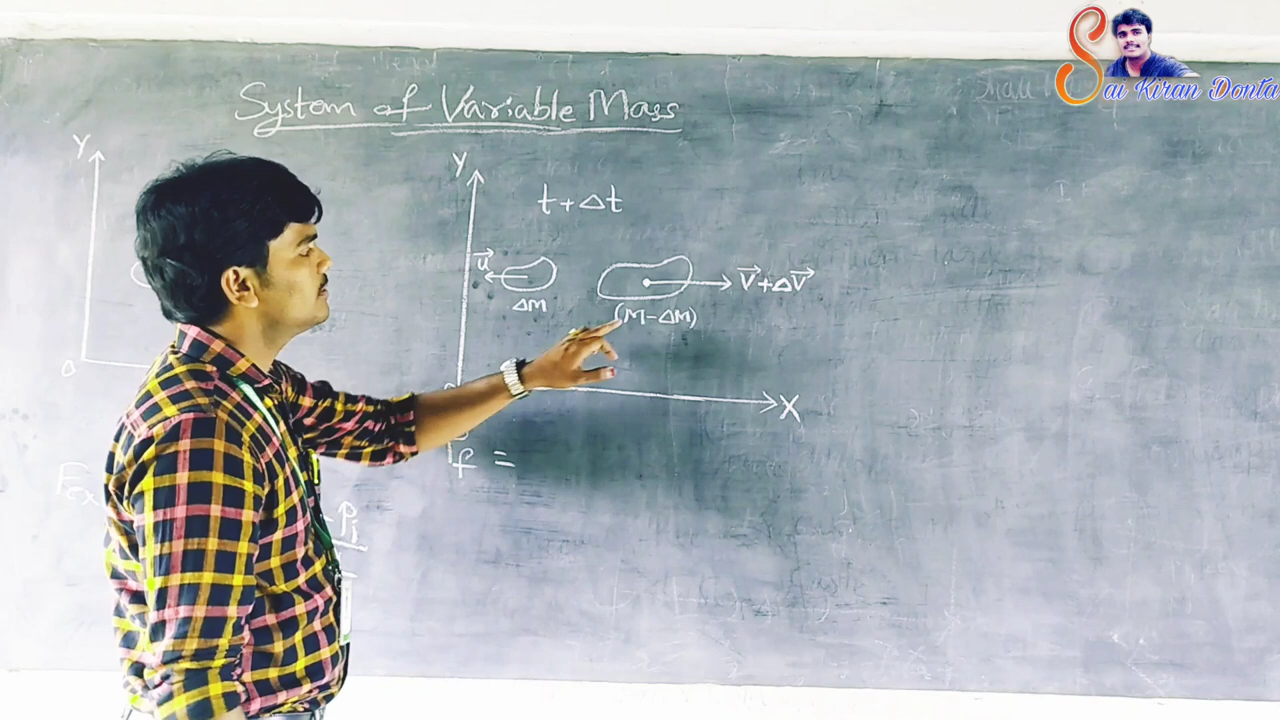 Sai Kiran Donta
System of Variable Mass
Y
Y
t+Δt
u⃗
V⃗+ΔV⃗
ΔM
(M-ΔM)
O
X
f =
Fex
Pi